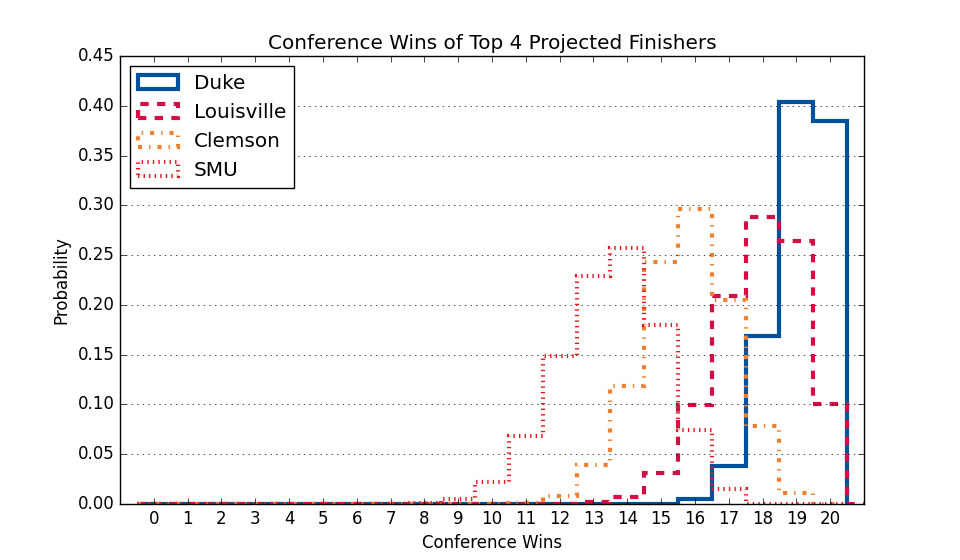 Conference Wins of Top 4 Projected Finishers
0.45
0.40
0.35
0.30
0.25
0.20
0.15
0.10
0.05
0.00
Probability
Duke
Louisville
Clemson
SMU
0 1 2 3 4 5 6 7 8 9 10 11 12 13 14 15 16 17 18 19 20
Conference Wins